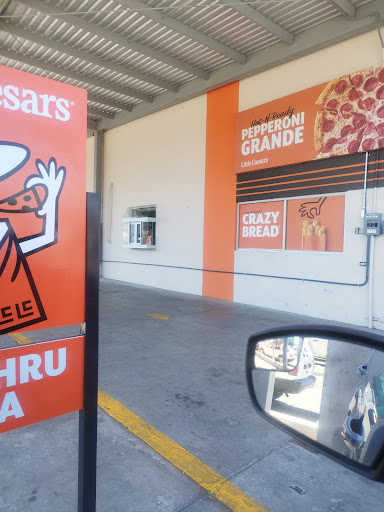 esars
HRU
A
Hot-N-Ready
PEPPERONI
GRANDE
Little Caesars
CRAZY
BREAD